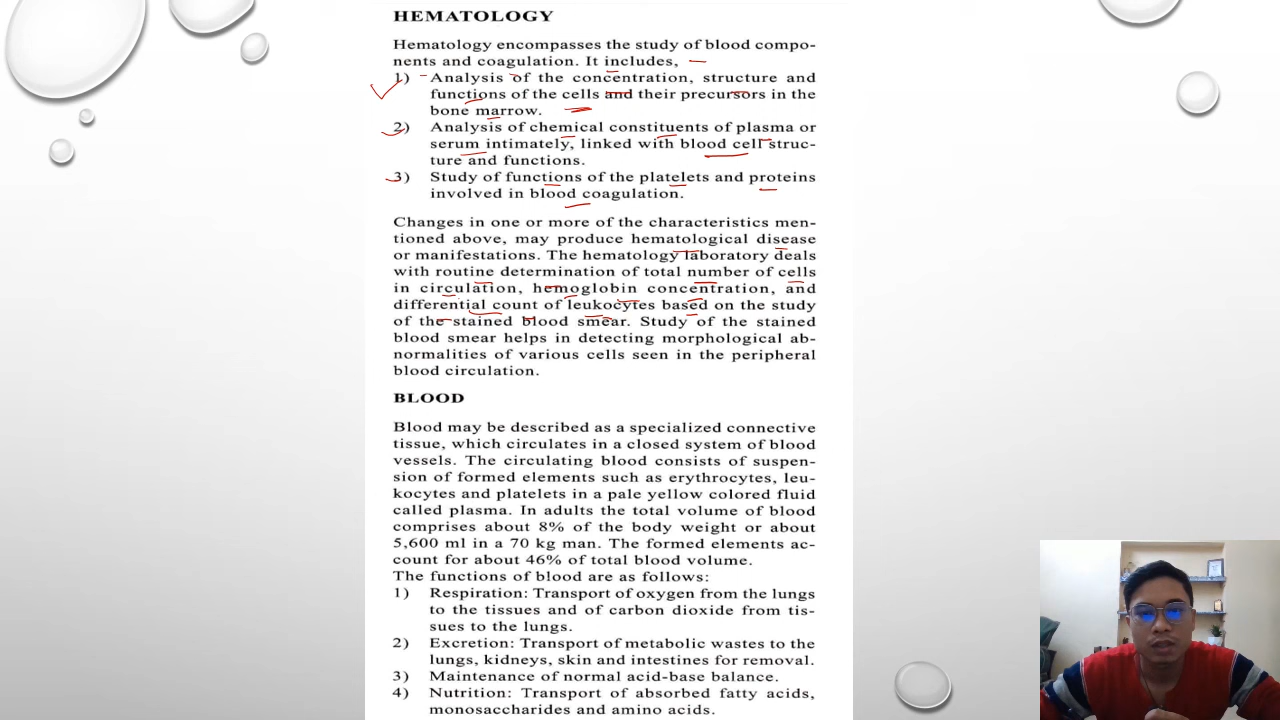 HEMATOLOGY
Hematology encompasses the study of blood compo-
nents and coagulation. It includes,
1) Analysis of the concentration, structure and
functions of the cells and their precursors in the
bone marrow.
2) Analysis of chemical constituents of plasma or
serum intimately, linked with blood cell struc-
ture and functions.
3) Study of functions of the platelets and proteins
involved in blood coagulation.
Changes in one or more of the characteristics men-
tioned above, may produce hematological disease
or manifestations. The hematology laboratory deals
with routine determination of total number of cells
in circulation, hemoglobin concentration, and
differential count of leukocytes based on the study
of the stained blood smear. Study of the stained
blood smear helps in detecting morphological ab-
normalities of various cells seen in the peripheral
blood circulation.
BLOOD
Blood may be described as a specialized connective
tissue, which circulates in a closed system of blood
vessels. The circulating blood consists of suspen-
sion of formed elements such as erythrocytes, leu-
kocytes and platelets in a pale yellow colored fluid
called plasma. In adults the total volume of blood
comprises about 8% of the body weight or about
5,600 ml in a 70 kg man. The formed elements ac-
count for about 46% of total blood volume.
The functions of blood are as follows:
1) Respiration: Transport of oxygen from the lungs
to the tissues and of carbon dioxide from tis-
sues to the lungs.
2) Excretion: Transport of metabolic wastes to the
lungs, kidneys, skin and intestines for removal.
3) Maintenance of normal acid-base balance.
4) Nutrition: Transport of absorbed fatty acids,
monosaccharides and amino acids.